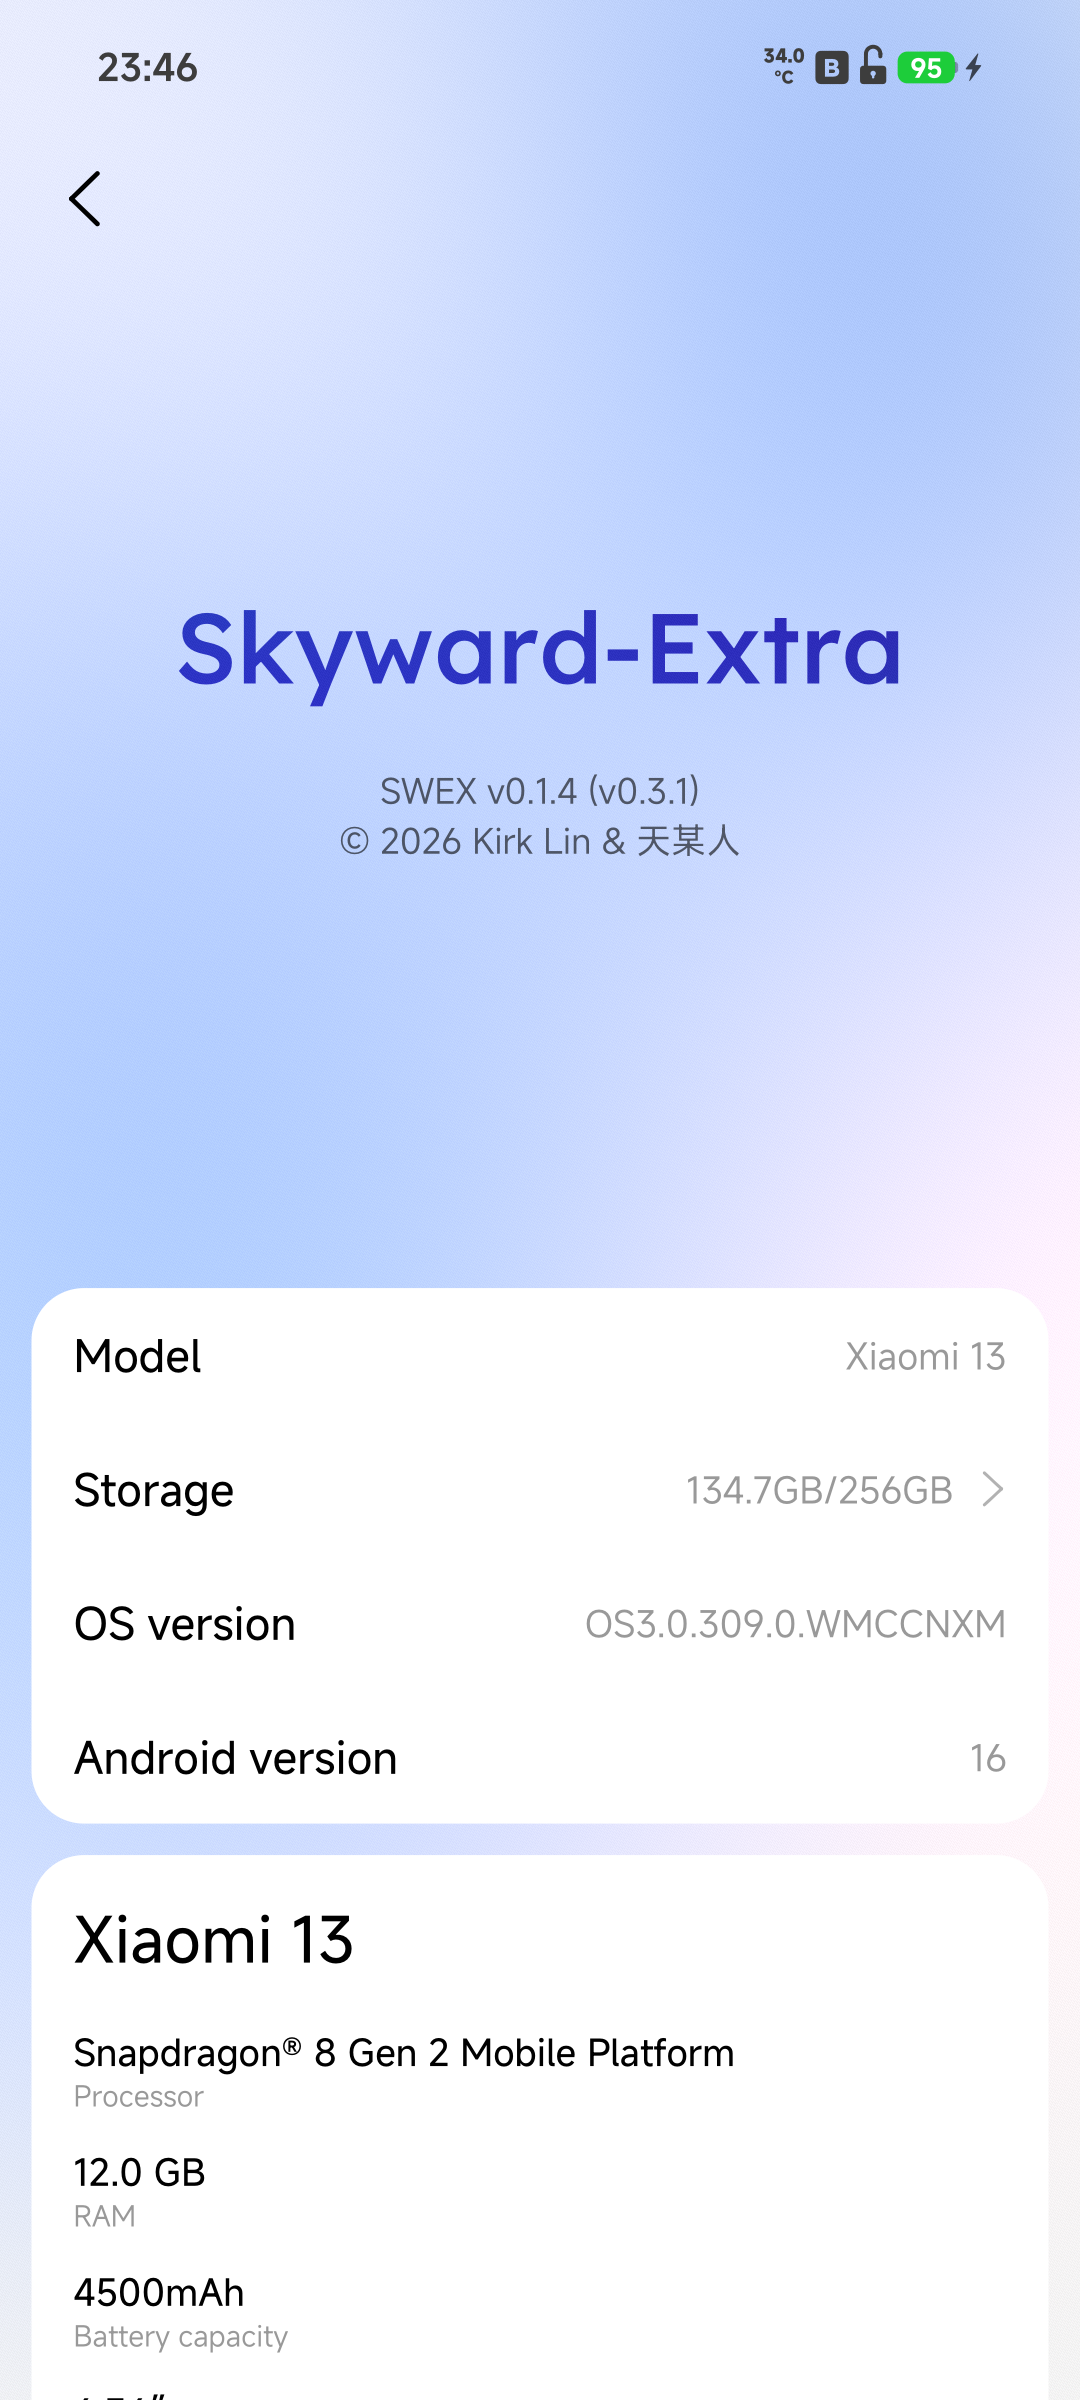 23:46
34.0
°C
B
95
Skyward-Extra
SWEX v0.1.4 (v0.3.1)
© 2026 Kirk Lin & 天某人
Model
Xiaomi 13
Storage
134.7GB/256GB
OS version
OS3.0.309.0.WMCCNXM
Android version
16
Xiaomi 13
Snapdragon® 8 Gen 2 Mobile Platform
Processor
12.0 GB
RAM
4500mAh
Battery capacity